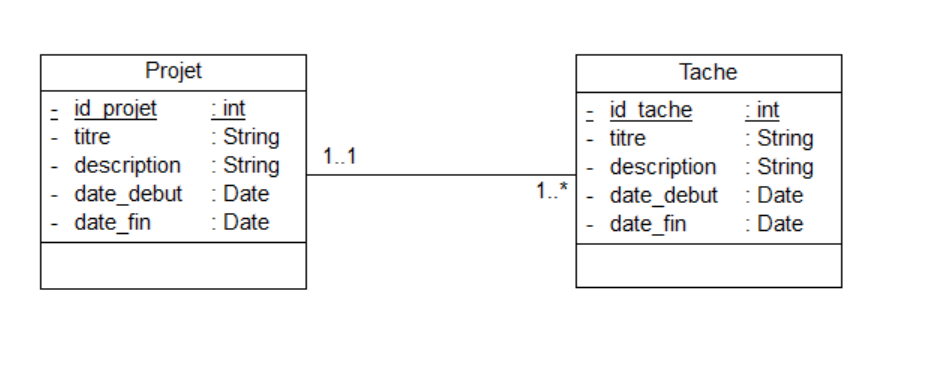 Projet
- id_projet : int
- titre : String
- description : String
- date_debut : Date
- date_fin : Date
1..1
1..*
Tache
- id_tache : int
- titre : String
- description : String
- date_debut : Date
- date_fin : Date